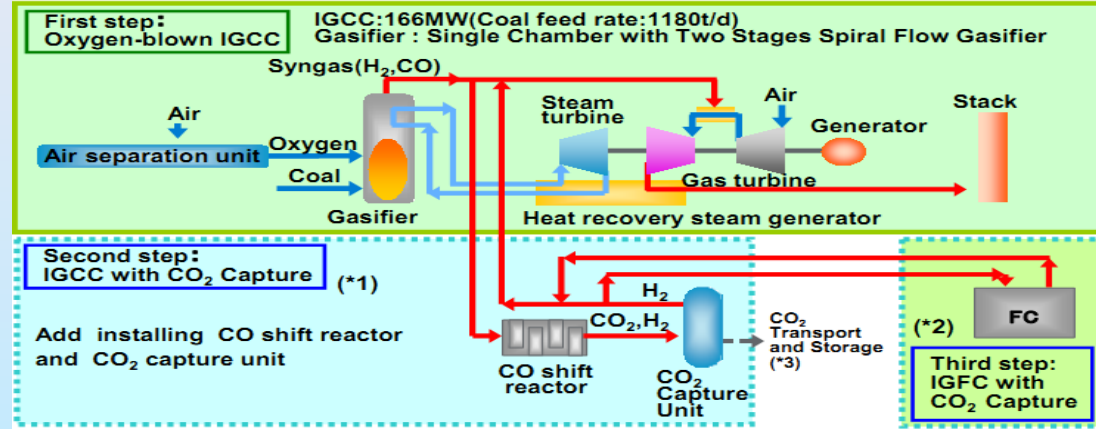 First step:
Oxygen-blown IGCC
IGCC:166MW(Coal feed rate:1180t/d)
Gasifier : Single Chamber with Two Stages Spiral Flow Gasifier
Syngas(H₂,CO)
Air
Air separation unit
Oxygen
Coal
Gasifier
Steam
turbine
Air
Generator
Stack
Gas turbine
Heat recovery steam generator
Second step:
IGCC with CO₂ Capture
(*1)
Add installing CO shift reactor
and CO₂ capture unit
H₂
CO₂,H₂
CO shift
reactor
CO₂
Capture
Unit
CO₂
Transport
and Storage
(*3)
(*2)
FC
Third step:
IGFC with
CO₂ Capture